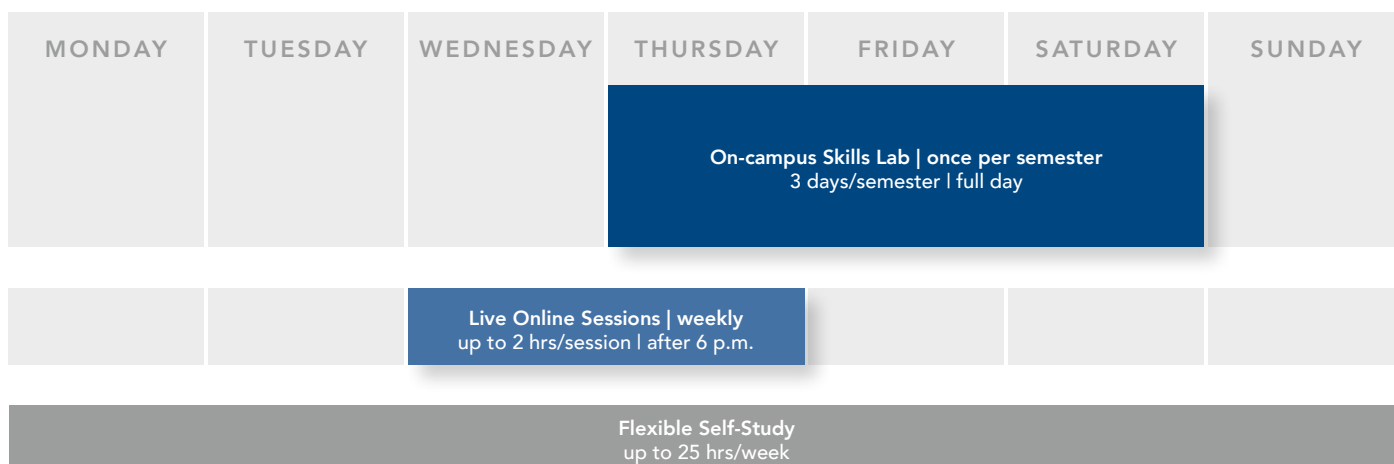 MONDAY TUESDAY WEDNESDAY THURSDAY FRIDAY SATURDAY SUNDAY
On-campus Skills Lab | once per semester
3 days/semester | full day
Live Online Sessions | weekly
up to 2 hrs/session | after 6 p.m.
Flexible Self-Study
up to 25 hrs/week